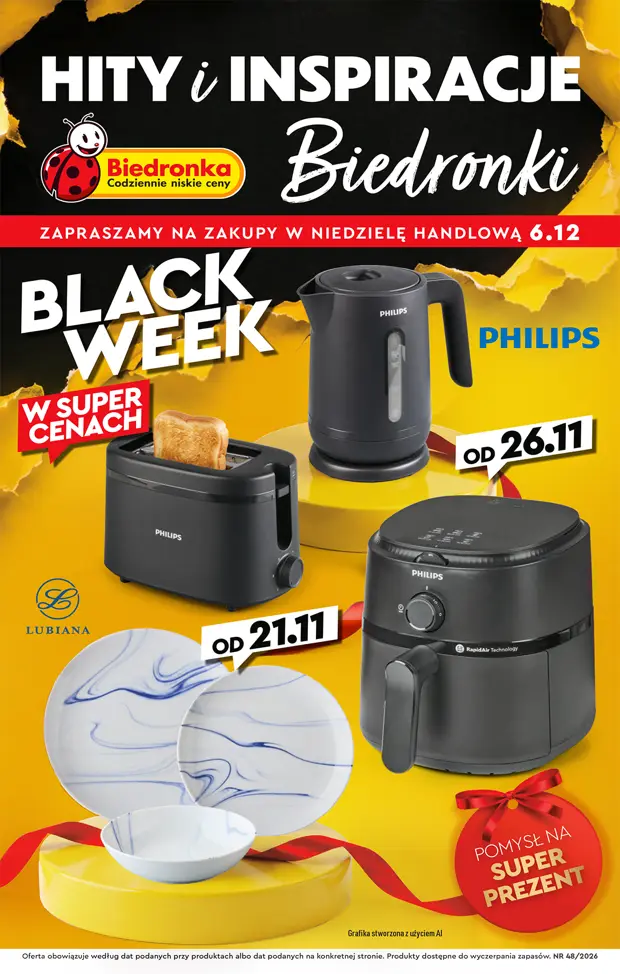 HITY i INSPIRACJE
Biedronki
Biedronka
Codziennie niskie ceny
ZAPRASZAMY NA ZAKUPY W NIEDZIELĘ HANDLOWĄ 6.12
BLACK
WEEK
W SUPER
CENACH
PHILIPS
PHILIPS
OD 26.11
PHILIPS
PHILIPS
RapidAir Technology
LUBIANA
OD 21.11
POMYSŁ NA
SUPER
PREZENT
Grafika stworzona z użyciem AI
Oferta obowiązuje według dat podanych przy produktach albo dat podanych na konkretnej stronie. Produkty dostępne do wyczerpania zapasów. NR 48/2026